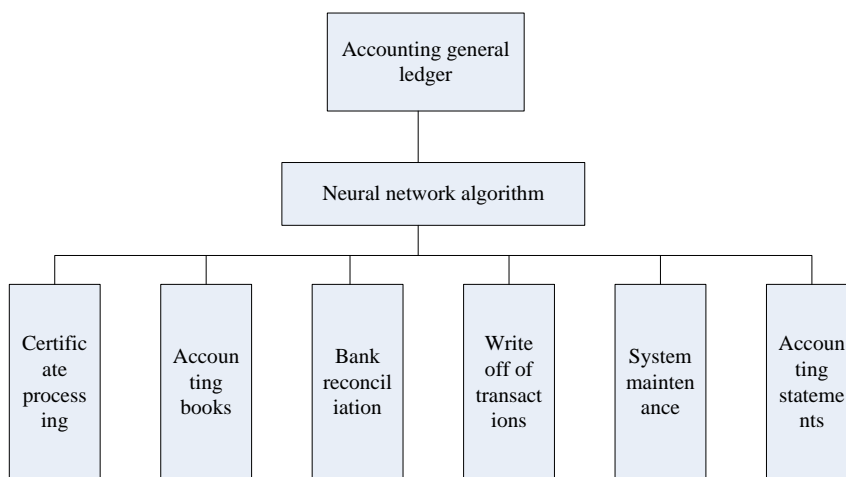 Accounting general
ledger
Neural network algorithm
Certific
ate
process
ing
Accoun
ting
books
Bank
reconcil
iation
Write
off of
transact
ions
System
mainten
ance
Accoun
ting
stateme
nts